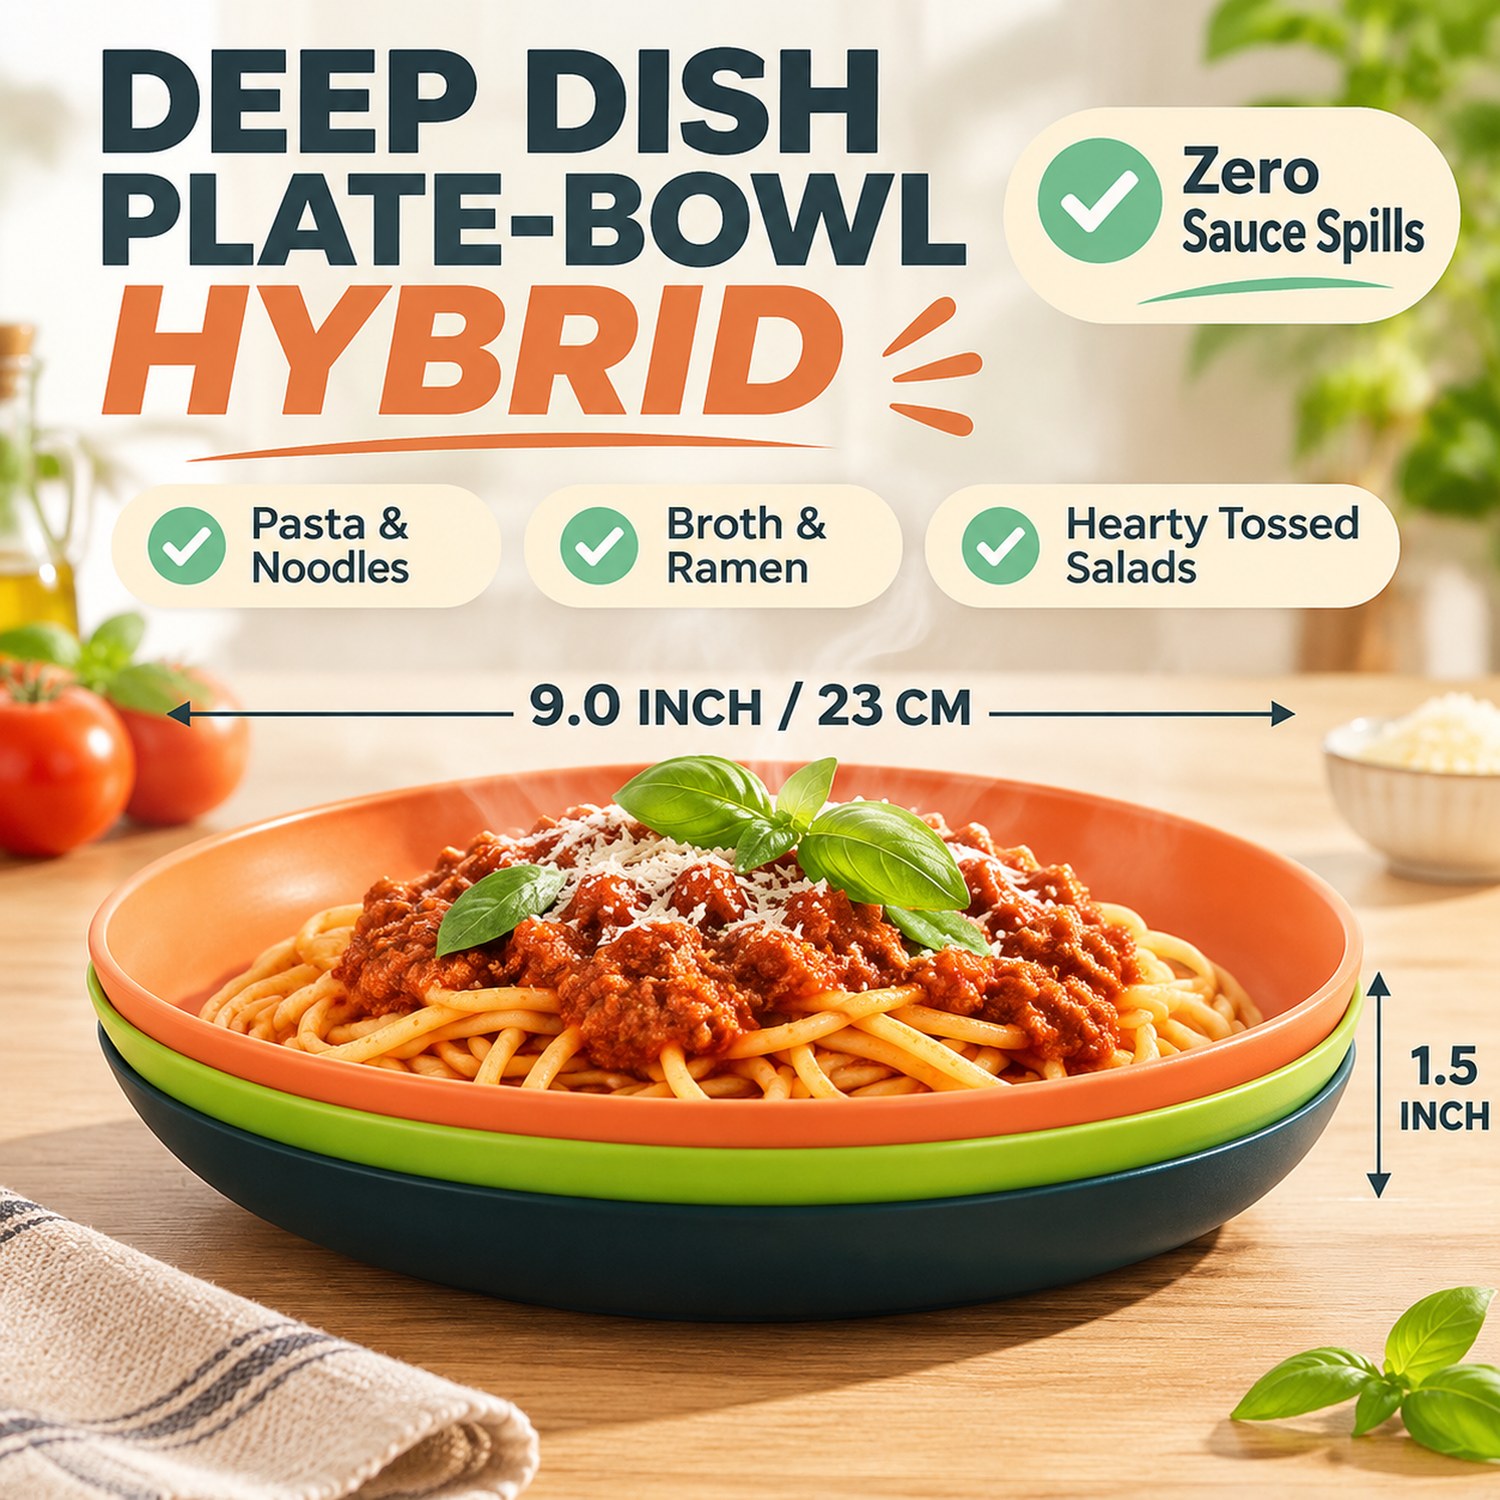 DEEP DISH
PLATE-BOWL
HYBRID
Zero
Sauce Spills
Pasta &
Noodles
Broth &
Ramen
Hearty Tossed
Salads
9.0 INCH / 23 CM
1.5
INCH